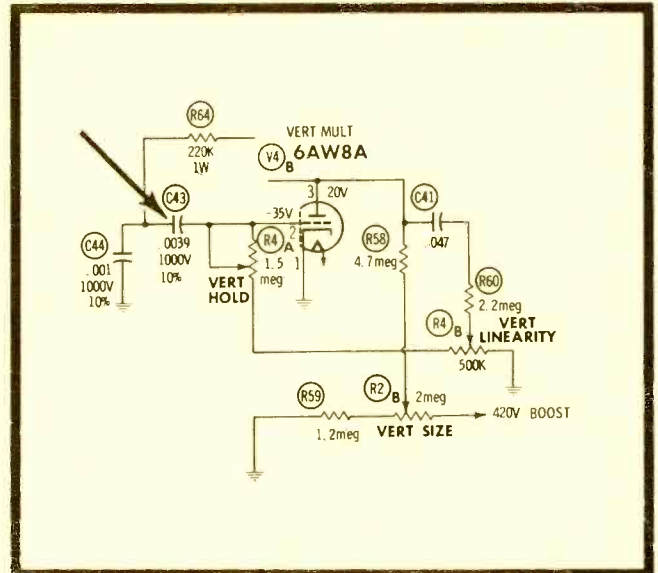 R64
220K
1W
VERT MULT
V4 B 6AW8A
3 20V
C43
-35V
C41
2
C44
.0039
1000V
10%
R4 A
1.5
meg
1
R58
4.7meg
.047
.001
1000V
10%
VERT
HOLD
R60
2.2meg
R4 B
VERT
LINEARITY
500K
R59
R2 B
2meg
420V BOOST
1.2meg
VERT SIZE